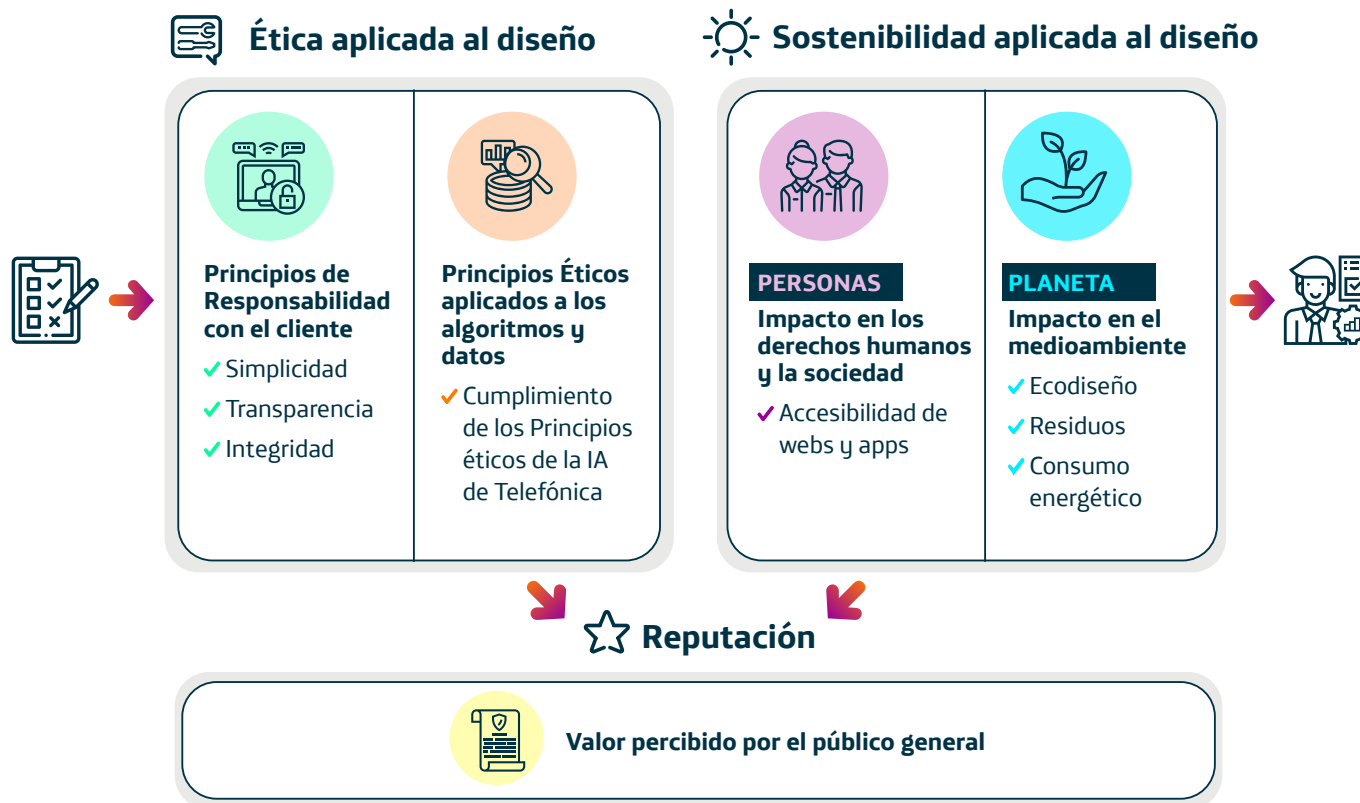 Ética aplicada al diseño
Sostenibilidad aplicada al diseño
Principios de
Responsabilidad
con el cliente
Simplicidad
Transparencia
Integridad
Principios Éticos
aplicados a los
algoritmos y
datos
Cumplimiento
de los Principios
éticos de la IA
de Telefónica
PERSONAS
Impacto en los
derechos humanos
y la sociedad
Accesibilidad de
webs y apps
PLANETA
Impacto en el
medioambiente
Ecodiseño
Residuos
Consumo
energético
Reputación
Valor percibido por el público general